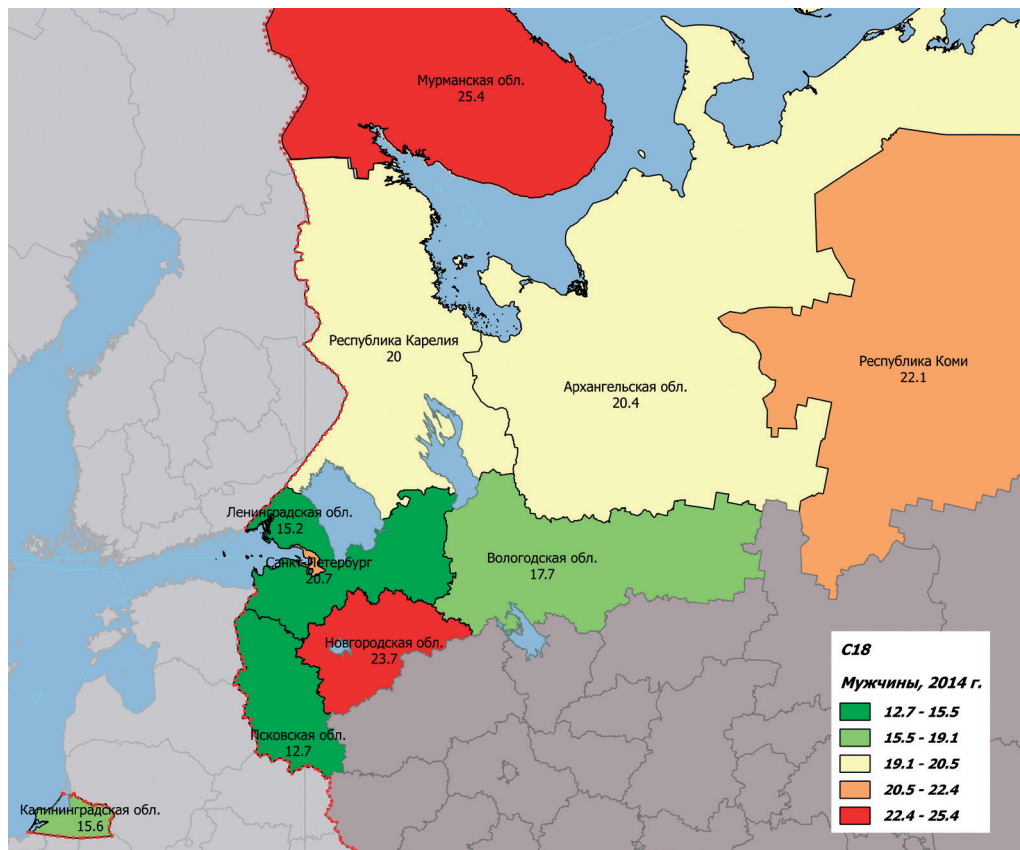 Мурманская обл.
25.4
Республика Карелия
20
Республика Коми
22.1
Архангельская обл.
20.4
Ленинградская обл.
15.2
Санкт-Петербург
20.7
Вологодская обл.
17.7
Новгородская обл.
23.7
Псковская обл.
12.7
Калининградская обл.
15.6
C18
Мужчины, 2014 г.
12.7 - 15.5
15.5 - 19.1
19.1 - 20.5
20.5 - 22.4
22.4 - 25.4